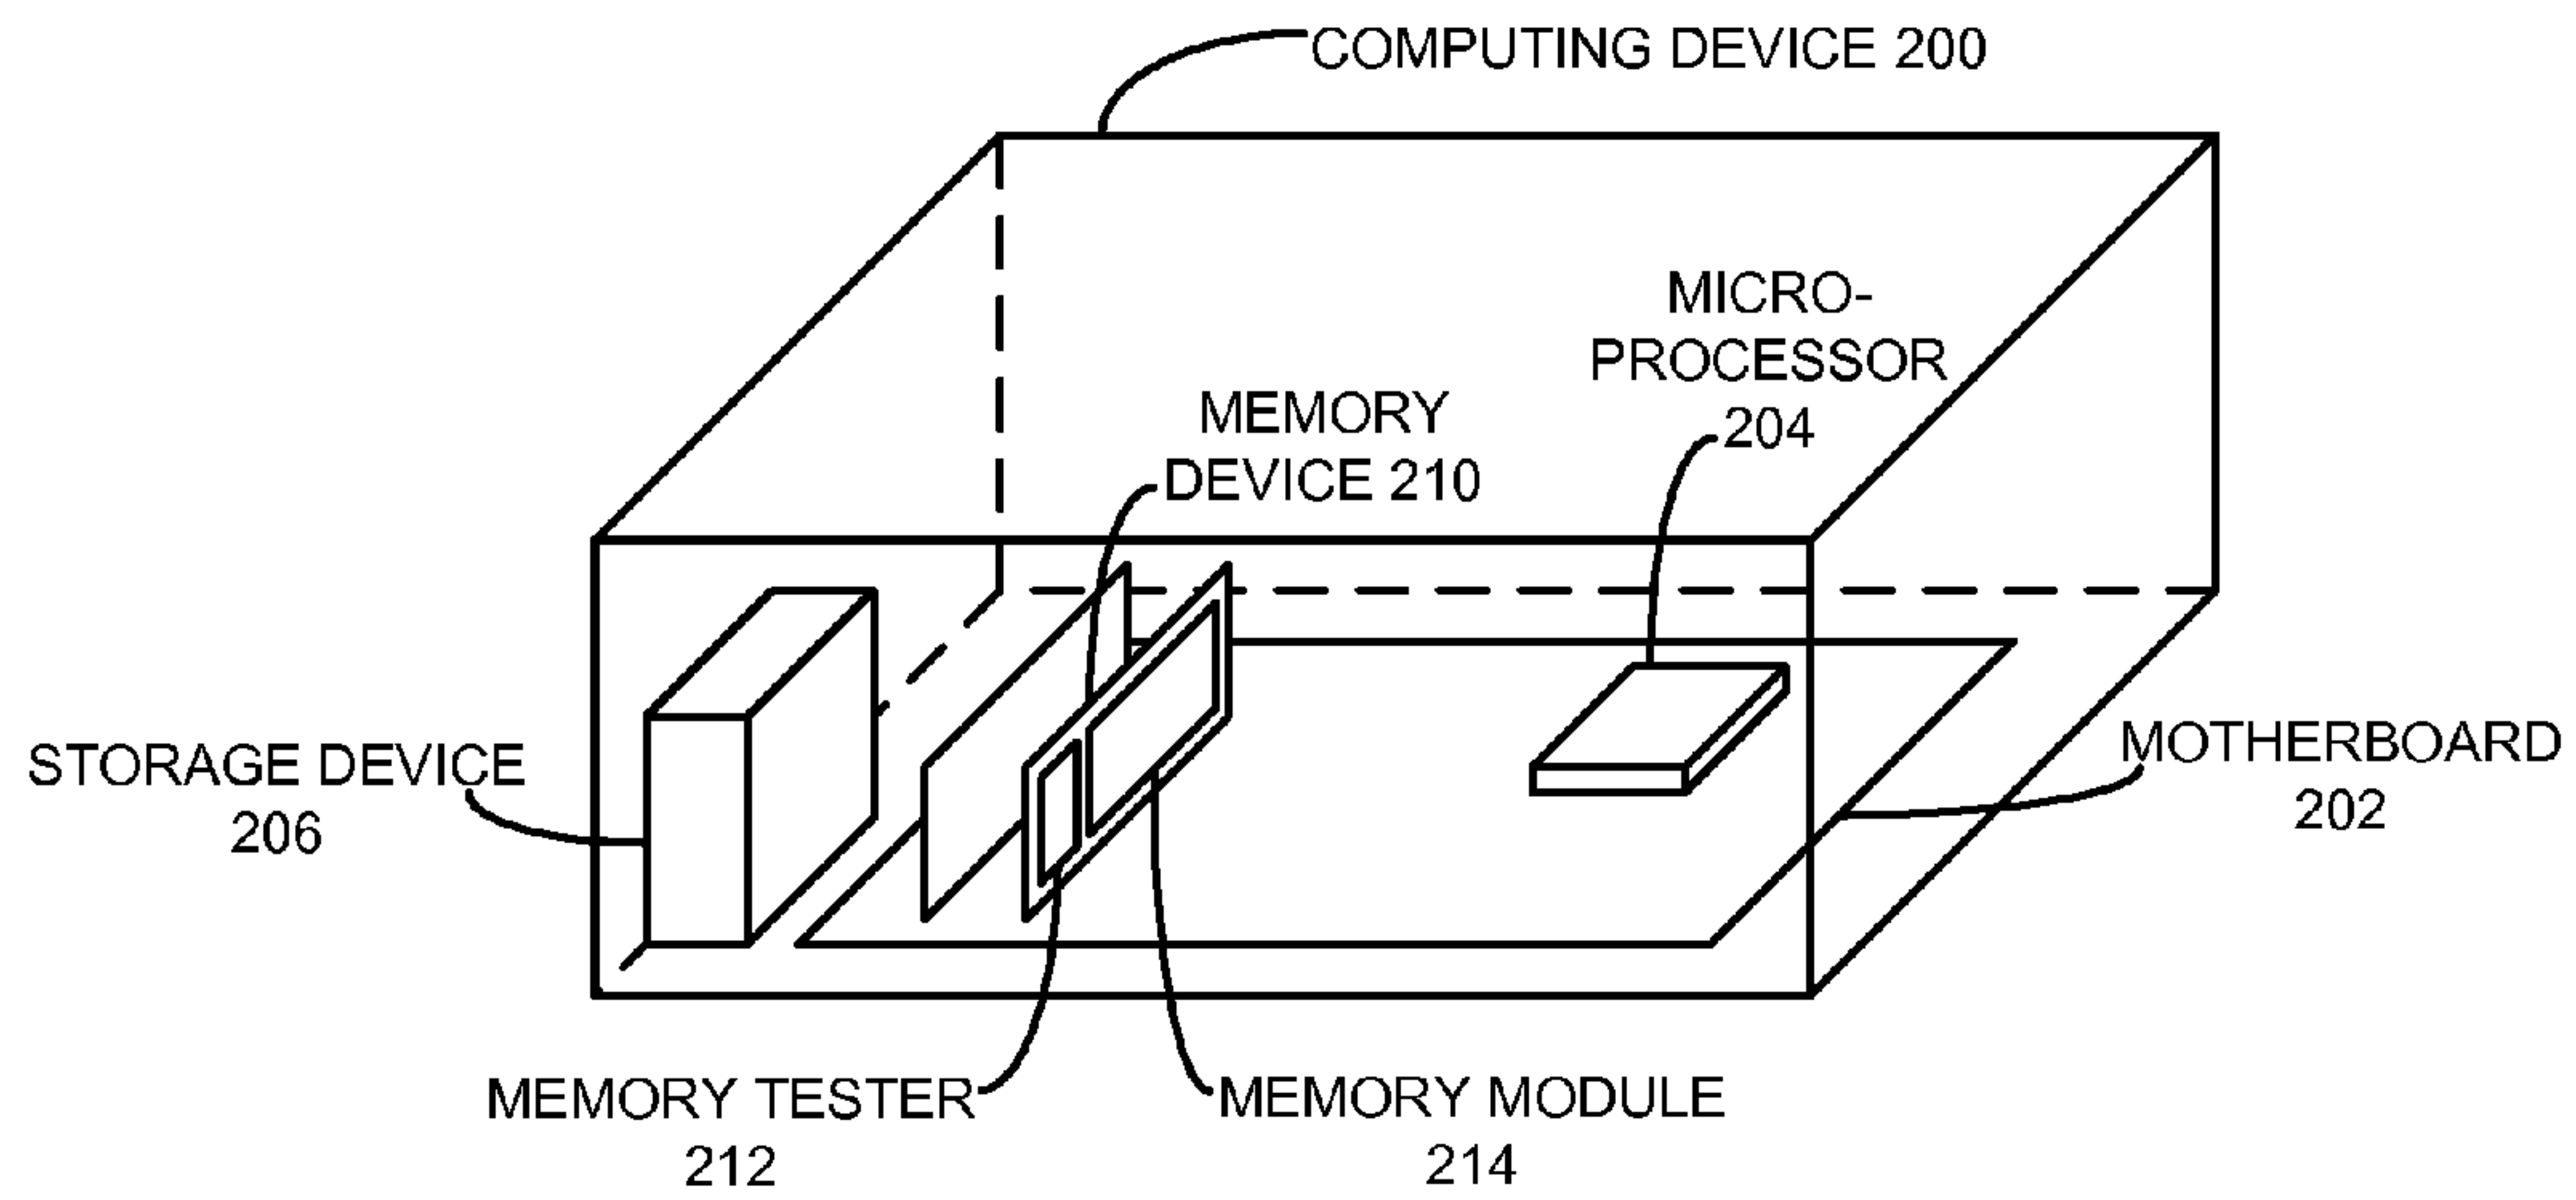 COMPUTING DEVICE 200
MICRO-
PROCESSOR
204
MEMORY
DEVICE 210
STORAGE DEVICE
206
MOTHERBOARD
202
MEMORY TESTER
212
MEMORY MODULE
214